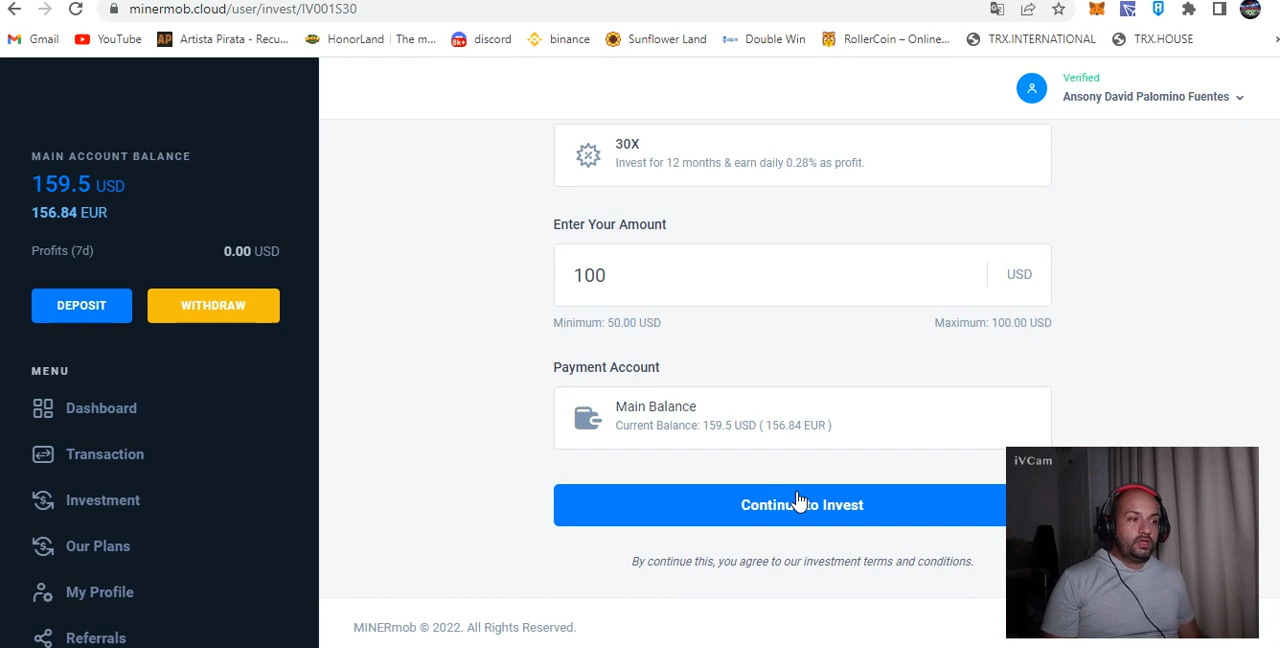 minermob.cloud/user/invest/IV001S30
Gmail YouTube Artista Pirata - Recu... HonorLand | The m... discord binance Sunflower Land Double Win RollerCoin – Online... TRX.INTERNATIONAL TRX.HOUSE
Verified
Ansony David Palomino Fuentes
MAIN ACCOUNT BALANCE
159.5 USD
156.84 EUR
Profits (7d) 0.00 USD
DEPOSIT WITHDRAW
MENU
Dashboard
Transaction
Investment
Our Plans
My Profile
Referrals
30X
Invest for 12 months & earn daily 0.28% as profit.
Enter Your Amount
100 USD
Minimum: 50.00 USD Maximum: 100.00 USD
Payment Account
Main Balance
Current Balance: 159.5 USD ( 156.84 EUR )
Continue to Invest
By continue this, you agree to our investment terms and conditions.
MINERmob © 2022. All Rights Reserved.
iVCam